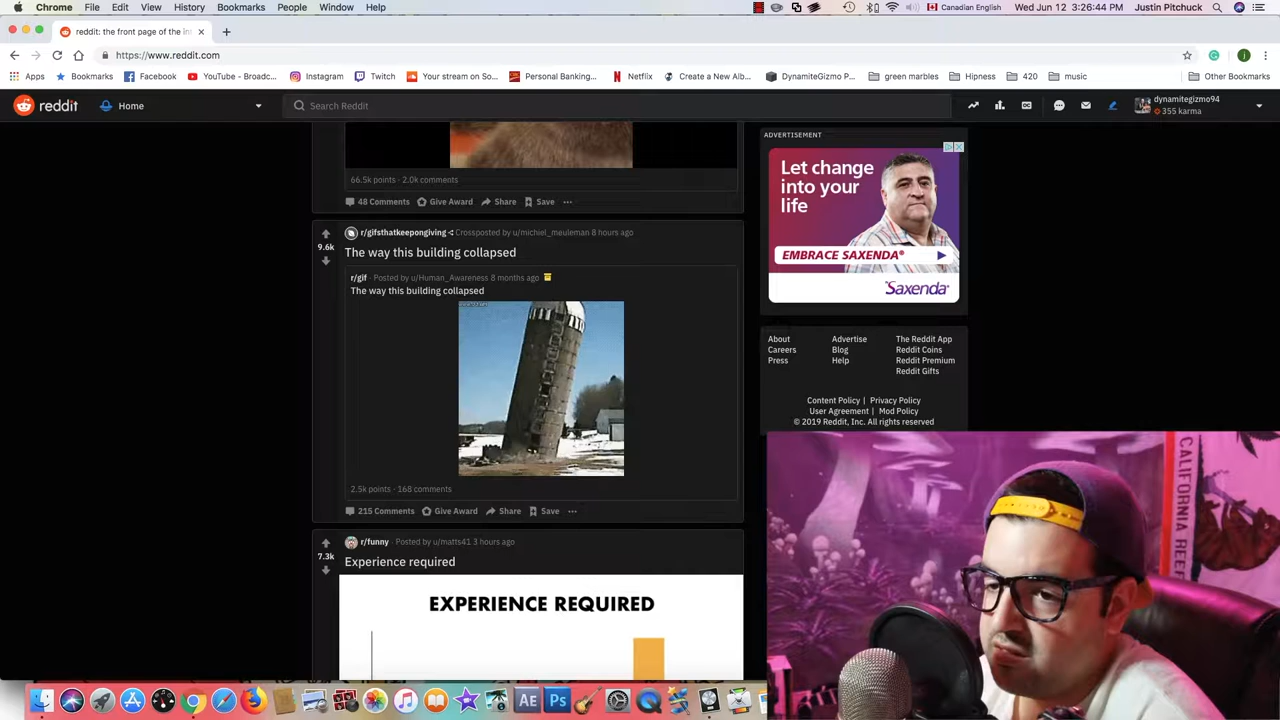 Chrome File Edit View History Bookmarks People Window Help Canadian English Wed Jun 12 3:26:44 PM Justin Pitchuck
reddit: the front page of the in
https://www.reddit.com
Apps Bookmarks Facebook YouTube - Broadc... Instagram Twitch Your stream on So... Personal Banking... Netflix Create a New Alb... DynamiteGizmo P... green marbles Hipness 420 music Other Bookmarks
reddit Home Search Reddit dynamitegizmo94
355 karma
66.5k points · 2.0k comments
48 Comments Give Award Share Save
9.6k
r/gifsthatkeepongiving Crossposted by u/michiel_meuleman 8 hours ago
The way this building collapsed
r/gif · Posted by u/Human_Awareness 8 months ago
The way this building collapsed
2.5k points · 168 comments
215 Comments Give Award Share Save
7.3k
r/funny Posted by u/matts41 3 hours ago
Experience required
EXPERIENCE REQUIRED
ADVERTISEMENT
Let change
into your
life
EMBRACE SAXENDA®
Saxenda®
About Advertise The Reddit App
Careers Blog Reddit Coins
Press Help Reddit Premium
Reddit Gifts
Content Policy | Privacy Policy
User Agreement | Mod Policy
© 2019 Reddit, Inc. All rights reserved
CALIFORNIA REE
AE Ps